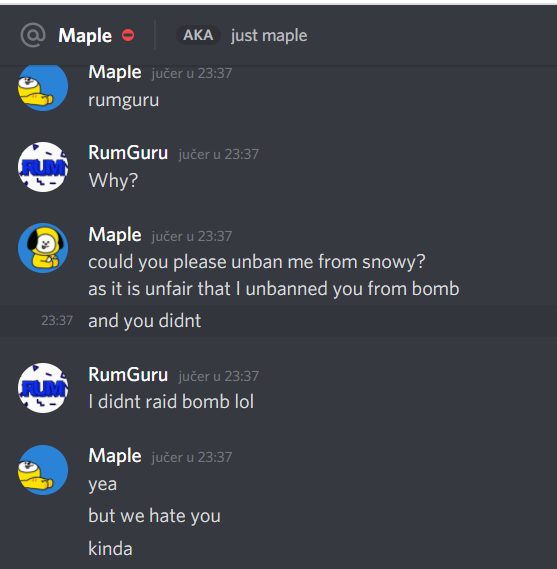 @ Maple AKA just maple
Maple jučer u 23:37
rumguru
RUM
RumGuru jučer u 23:37
Why?
Maple jučer u 23:37
could you please unban me from snowy?
as it is unfair that I unbanned you from bomb
23:37 and you didnt
RUM
RumGuru jučer u 23:37
I didnt raid bomb lol
Maple jučer u 23:37
yea
but we hate you
kinda